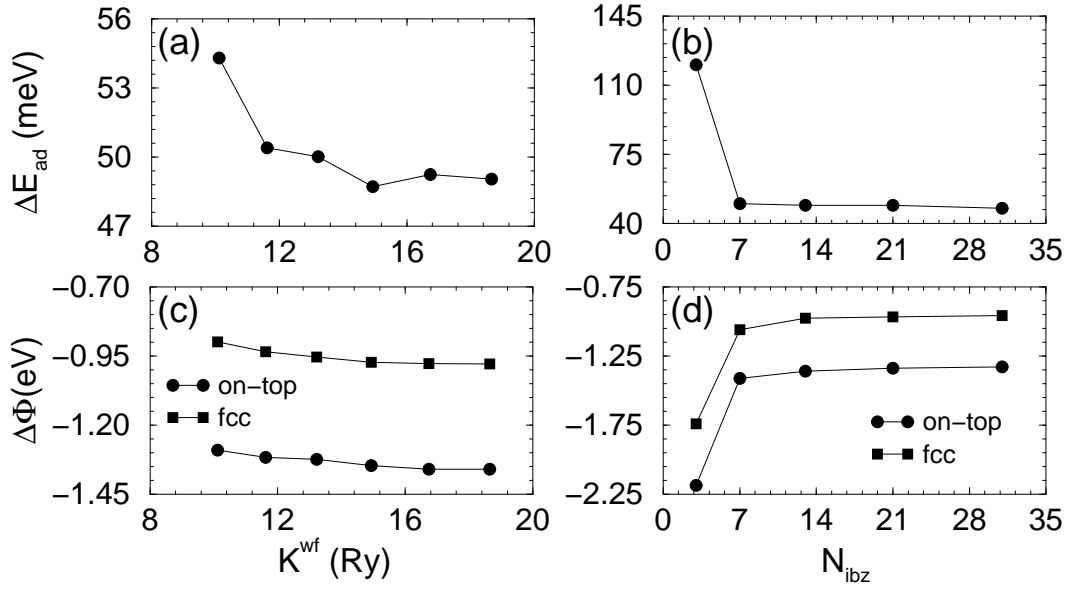 (a)
56
53
50
47
ΔE_ad (meV)
8 12 16 20
(b)
145
110
75
40
0 7 14 21 28 35
(c)
−0.70
−0.95
−1.20
−1.45
ΔΦ(eV)
on−top
fcc
8 12 16 20
K^wf (Ry)
(d)
−0.75
−1.25
−1.75
−2.25
on−top
fcc
0 7 14 21 28 35
N_ibz